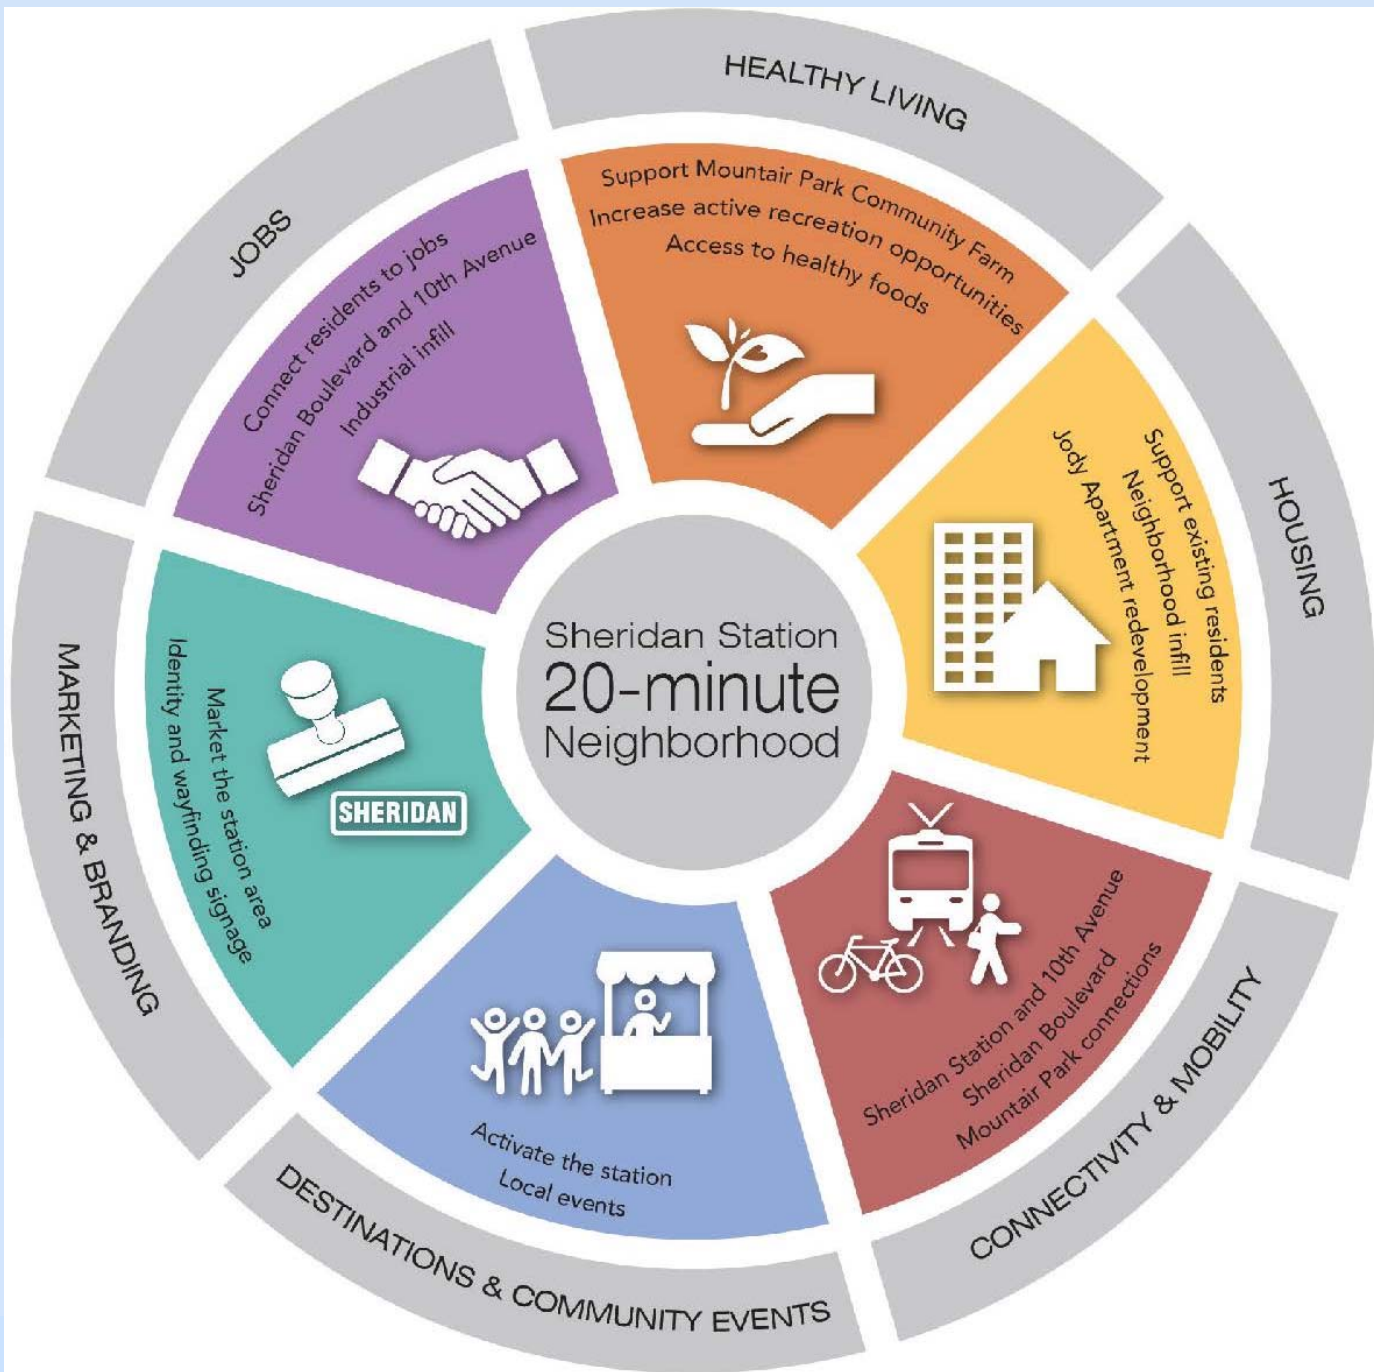 HEALTHY LIVING
Support Mountair Park Community Farm
Increase active recreation opportunities
Access to healthy foods
HOUSING
Support existing residents
Neighborhood infill
Jody Apartment redevelopment
CONNECTIVITY & MOBILITY
Sheridan Station and 10th Avenue
Sheridan Boulevard
Mountair Park connections
DESTINATIONS & COMMUNITY EVENTS
Activate the station
Local events
MARKETING & BRANDING
Market the station area
Identity and wayfinding signage
SHERIDAN
JOBS
Connect residents to jobs
Sheridan Boulevard and 10th Avenue
Industrial infill
Sheridan Station
20-minute
Neighborhood